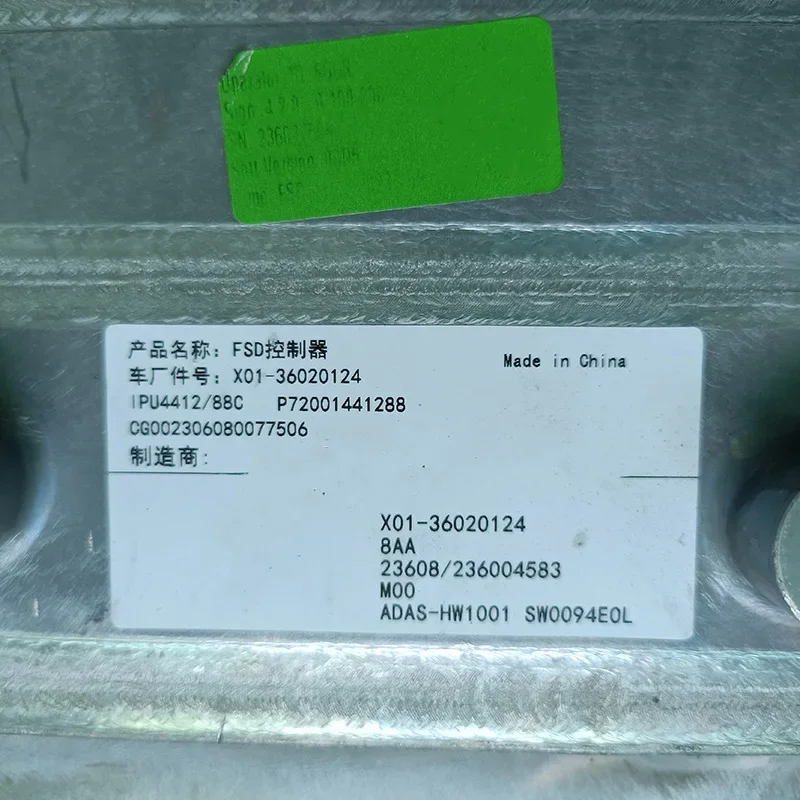 产品名称: FSD控制器
Made in China
车厂件号: X01-36020124
IPU4412/88C P72001441288
CG002306080077506
制造商:
X01-36020124
8AA
23608/236004583
M00
ADAS-HW1001 SW0094E0L